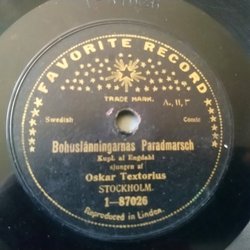 FAVORITE RECORD
TRADE MARK.
Swedish
Comic
Bohuslänningarnas Paradmarsch
Kupl. af Engdahl
sjungen af
Oskar Textorius
STOCKHOLM.
1—87026
Reproduced in Linden.